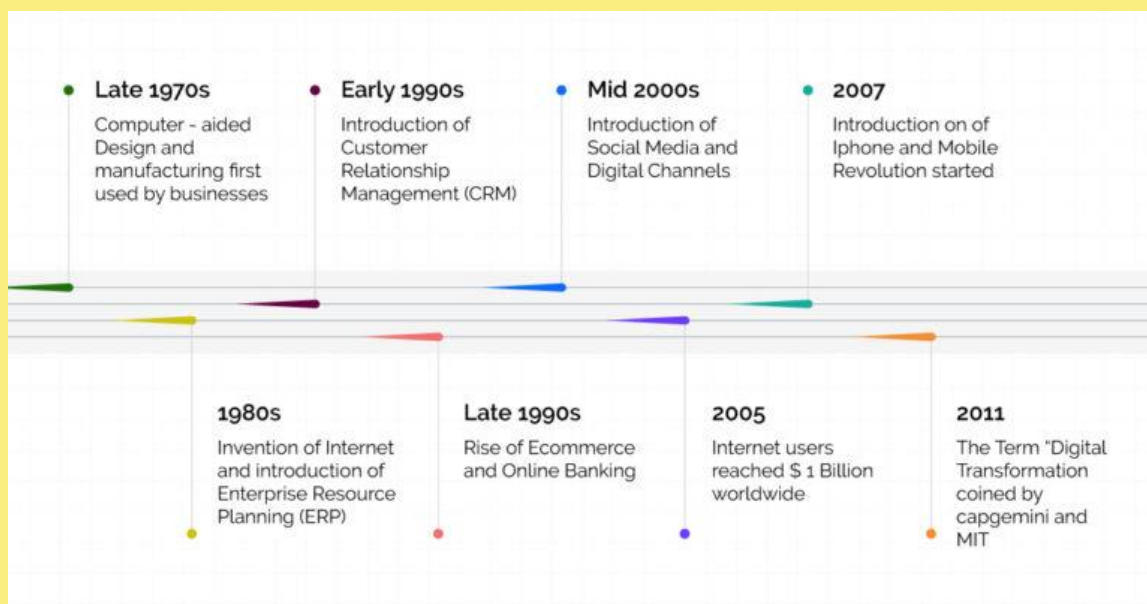 Late 1970s
Computer - aided
Design and
manufacturing first
used by businesses
Early 1990s
Introduction of
Customer
Relationship
Management (CRM)
Mid 2000s
Introduction of
Social Media and
Digital Channels
2007
Introduction on of
Iphone and Mobile
Revolution started
1980s
Invention of Internet
and introduction of
Enterprise Resource
Planning (ERP)
Late 1990s
Rise of Ecommerce
and Online Banking
2005
Internet users
reached $ 1 Billion
worldwide
2011
The Term "Digital
Transformation
coined by
capgemini and
MIT